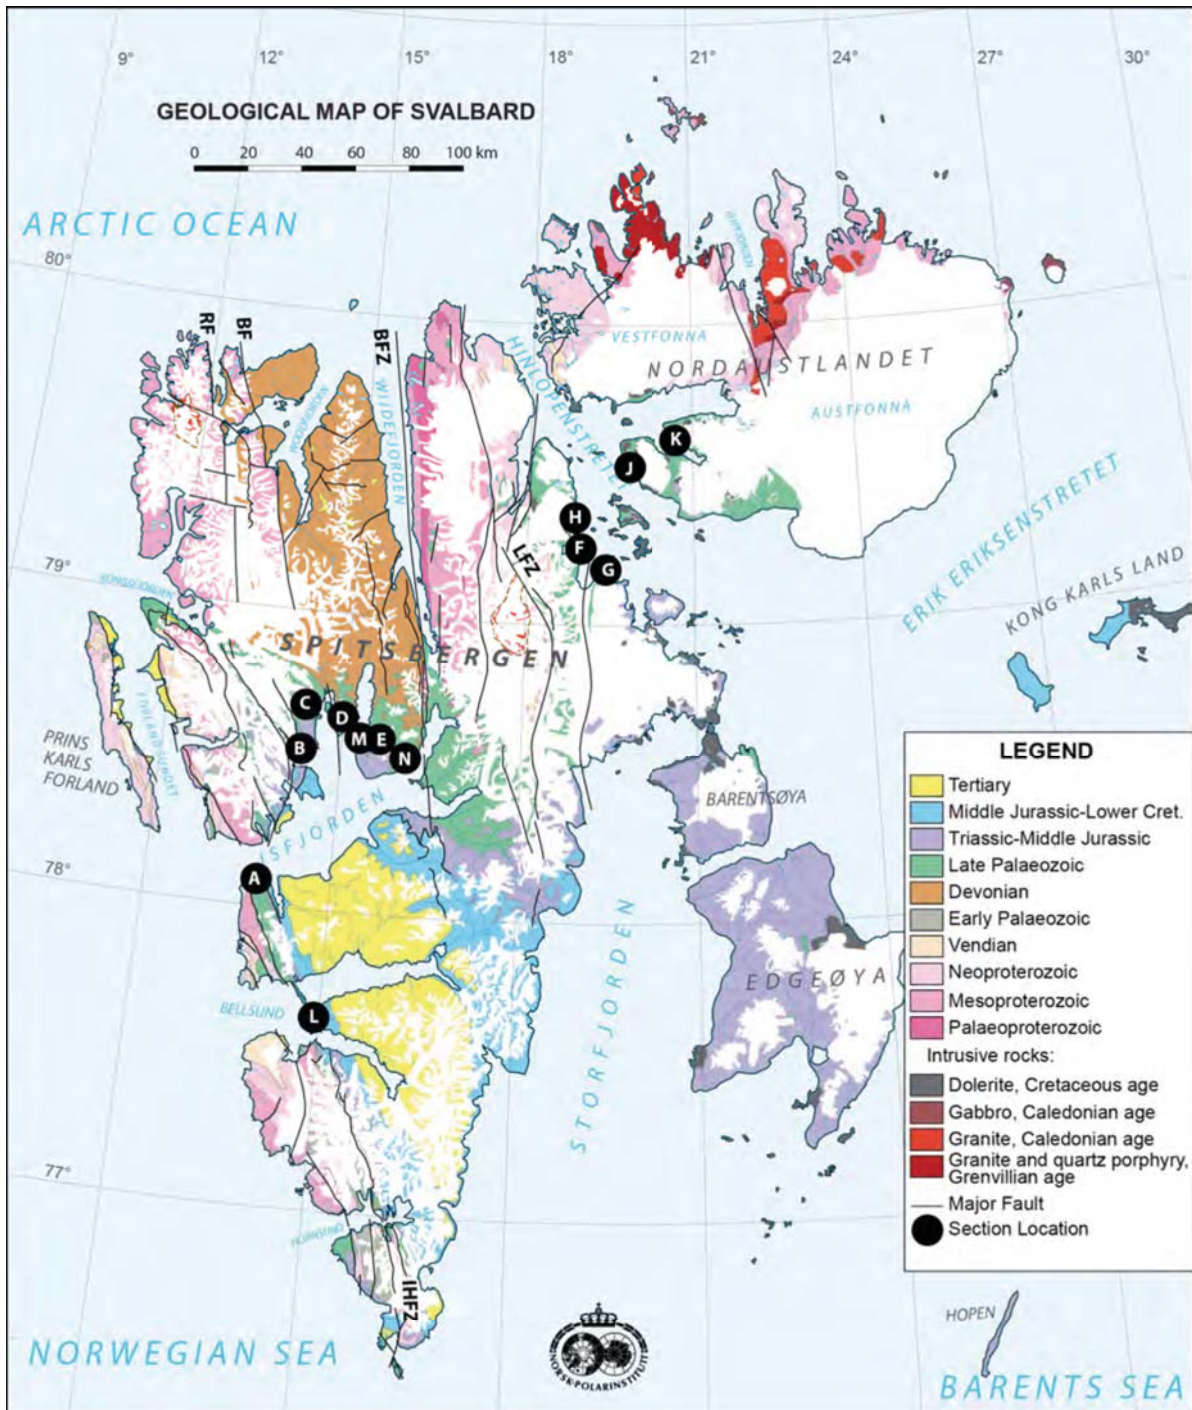 9° 12° 15° 18° 21° 24° 27° 30°
GEOLOGICAL MAP OF SVALBARD
0 20 40 60 80 100 km
ARCTIC OCEAN
80°
79°
78°
77°
RF
BF
BFZ
LFZ
IHFZ
WIJDEFJORDEN
HINLOPENSTRETET
VESTFONNA
NORDAUSTLANDET
AUSTFONNA
ERIK ERIKSENSTRETET
KONG KARLS LAND
SPITSBERGEN
PRINS
KARLS
FORLAND
ISFJORDEN
BELLSUND
STORFJORDEN
BARENTSØYA
EDGEØYA
K
J
H
F
G
C
D
B
M
E
N
A
L
LEGEND
Tertiary
Middle Jurassic-Lower Cret.
Triassic-Middle Jurassic
Late Palaeozoic
Devonian
Early Palaeozoic
Vendian
Neoproterozoic
Mesoproterozoic
Palaeoproterozoic
Intrusive rocks:
Dolerite, Cretaceous age
Gabbro, Caledonian age
Granite, Caledonian age
Granite and quartz porphyry,
Grenvillian age
Major Fault
Section Location
HOPEN
NORSK-POLARINSTITUTT
NORWEGIAN SEA
BARENTS SEA